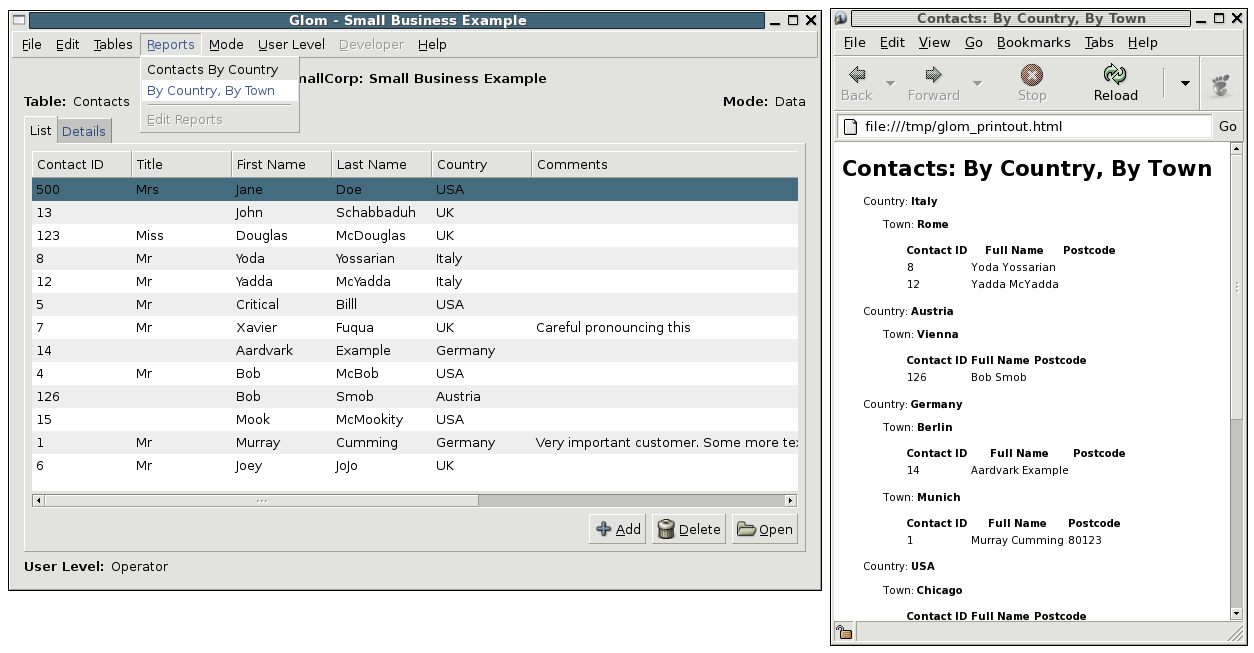 Glom - Small Business Example
File Edit Tables Reports Mode User Level Developer Help
Contacts By Country
By Country, By Town
Edit Reports
mallCorp: Small Business Example
Table: Contacts Mode: Data
List Details
Contact ID Title First Name Last Name Country Comments
500 Mrs Jane Doe USA
13 John Schabbaduh UK
123 Miss Douglas McDouglas UK
8 Mr Yoda Yossarian Italy
12 Mr Yadda McYadda Italy
5 Mr Critical Billl USA
7 Mr Xavier Fuqua UK Careful pronouncing this
14 Aardvark Example Germany
4 Mr Bob McBob USA
126 Bob Smob Austria
15 Mook McMookity USA
1 Mr Murray Cumming Germany Very important customer. Some more te
6 Mr Joey JoJo UK
Add Delete Open
User Level: Operator
Contacts: By Country, By Town
File Edit View Go Bookmarks Tabs Help
Back Forward Stop Reload
file:///tmp/glom_printout.html Go
Contacts: By Country, By Town
Country: Italy
Town: Rome
Contact ID Full Name Postcode
8 Yoda Yossarian
12 Yadda McYadda
Country: Austria
Town: Vienna
Contact ID Full Name Postcode
126 Bob Smob
Country: Germany
Town: Berlin
Contact ID Full Name Postcode
14 Aardvark Example
Town: Munich
Contact ID Full Name Postcode
1 Murray Cumming 80123
Country: USA
Town: Chicago
Contact ID Full Name Postcode